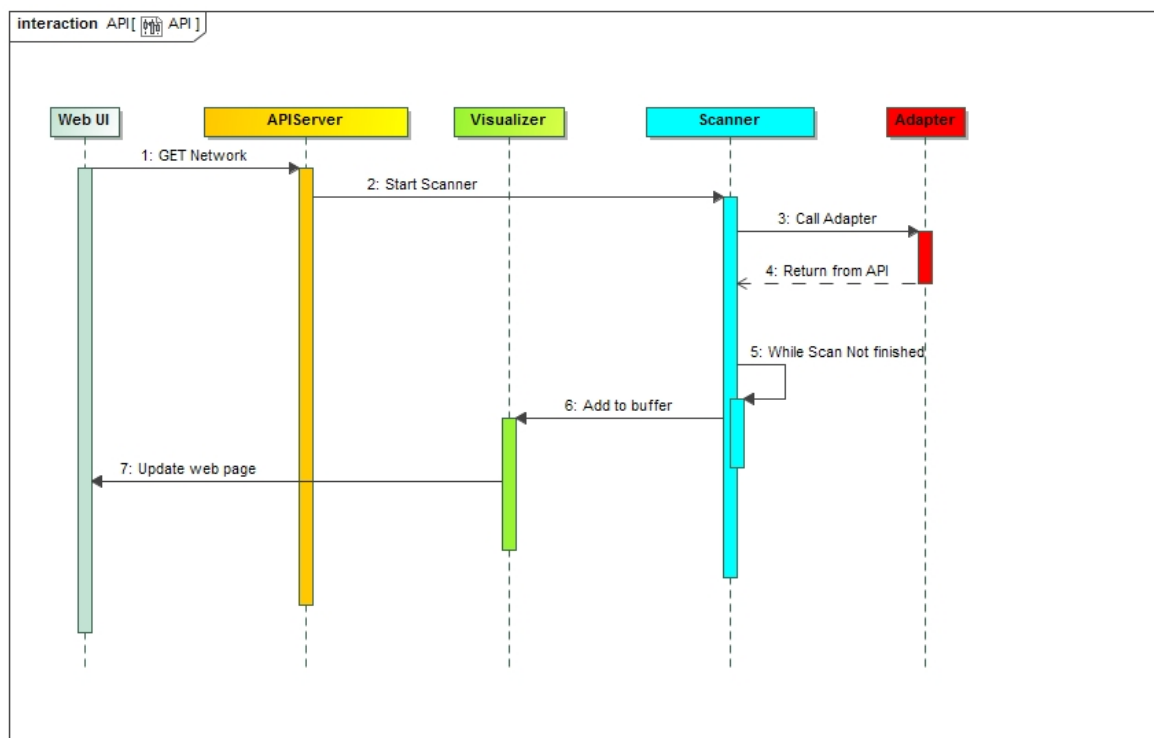 interaction API[ API ]
Web UI
APIServer
Visualizer
Scanner
Adapter
1: GET Network
2: Start Scanner
3: Call Adapter
4: Return from API
5: While Scan Not finished
6: Add to buffer
7: Update web page